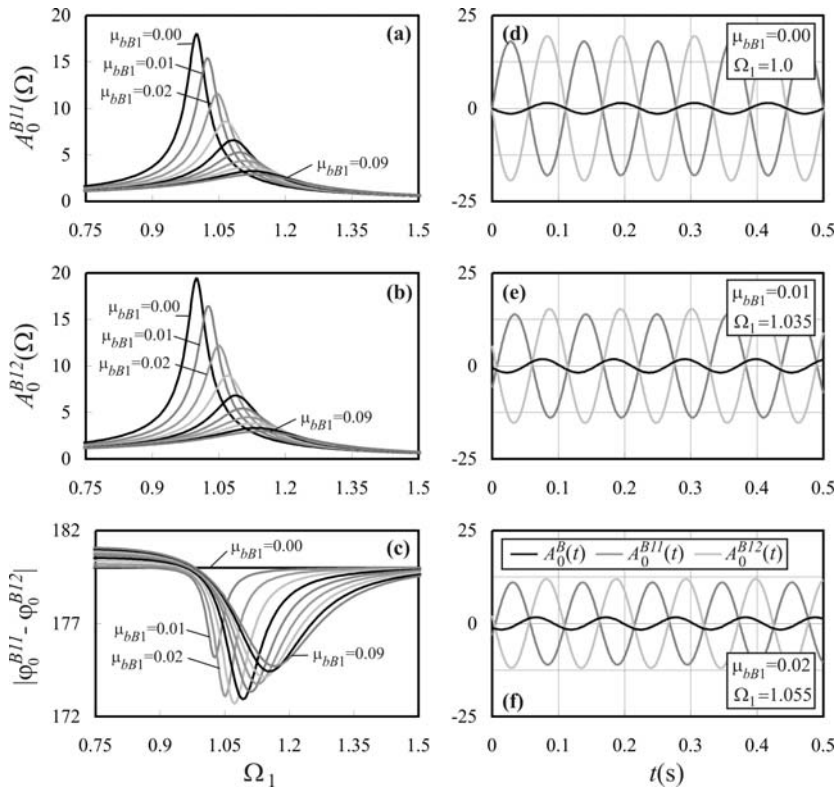 20
15
10
5
0
A₀ᴮ¹¹(Ω)
μbB1=0.00
μbB1=0.01
μbB1=0.02
μbB1=0.09
(a)
0.75 0.9 1.05 1.2 1.35 1.5
25
0
-25
(d)
μbB1=0.00
Ω₁=1.0
0 0.1 0.2 0.3 0.4 0.5
20
15
10
5
0
A₀ᴮ¹²(Ω)
μbB1=0.00
μbB1=0.01
μbB1=0.02
μbB1=0.09
(b)
0.75 0.9 1.05 1.2 1.35 1.5
25
0
-25
(e)
μbB1=0.01
Ω₁=1.035
0 0.1 0.2 0.3 0.4 0.5
182
180
177
175
172
|φ₀ᴮ¹¹- φ₀ᴮ¹²|
μbB1=0.00
(c)
μbB1=0.01
μbB1=0.02
μbB1=0.09
0.75 0.9 1.05 1.2 1.35 1.5
Ω₁
25
0
-25
A₀ᴮ(t) A₀ᴮ¹¹(t) A₀ᴮ¹²(t)
(f)
μbB1=0.02
Ω₁=1.055
0 0.1 0.2 0.3 0.4 0.5
t(s)